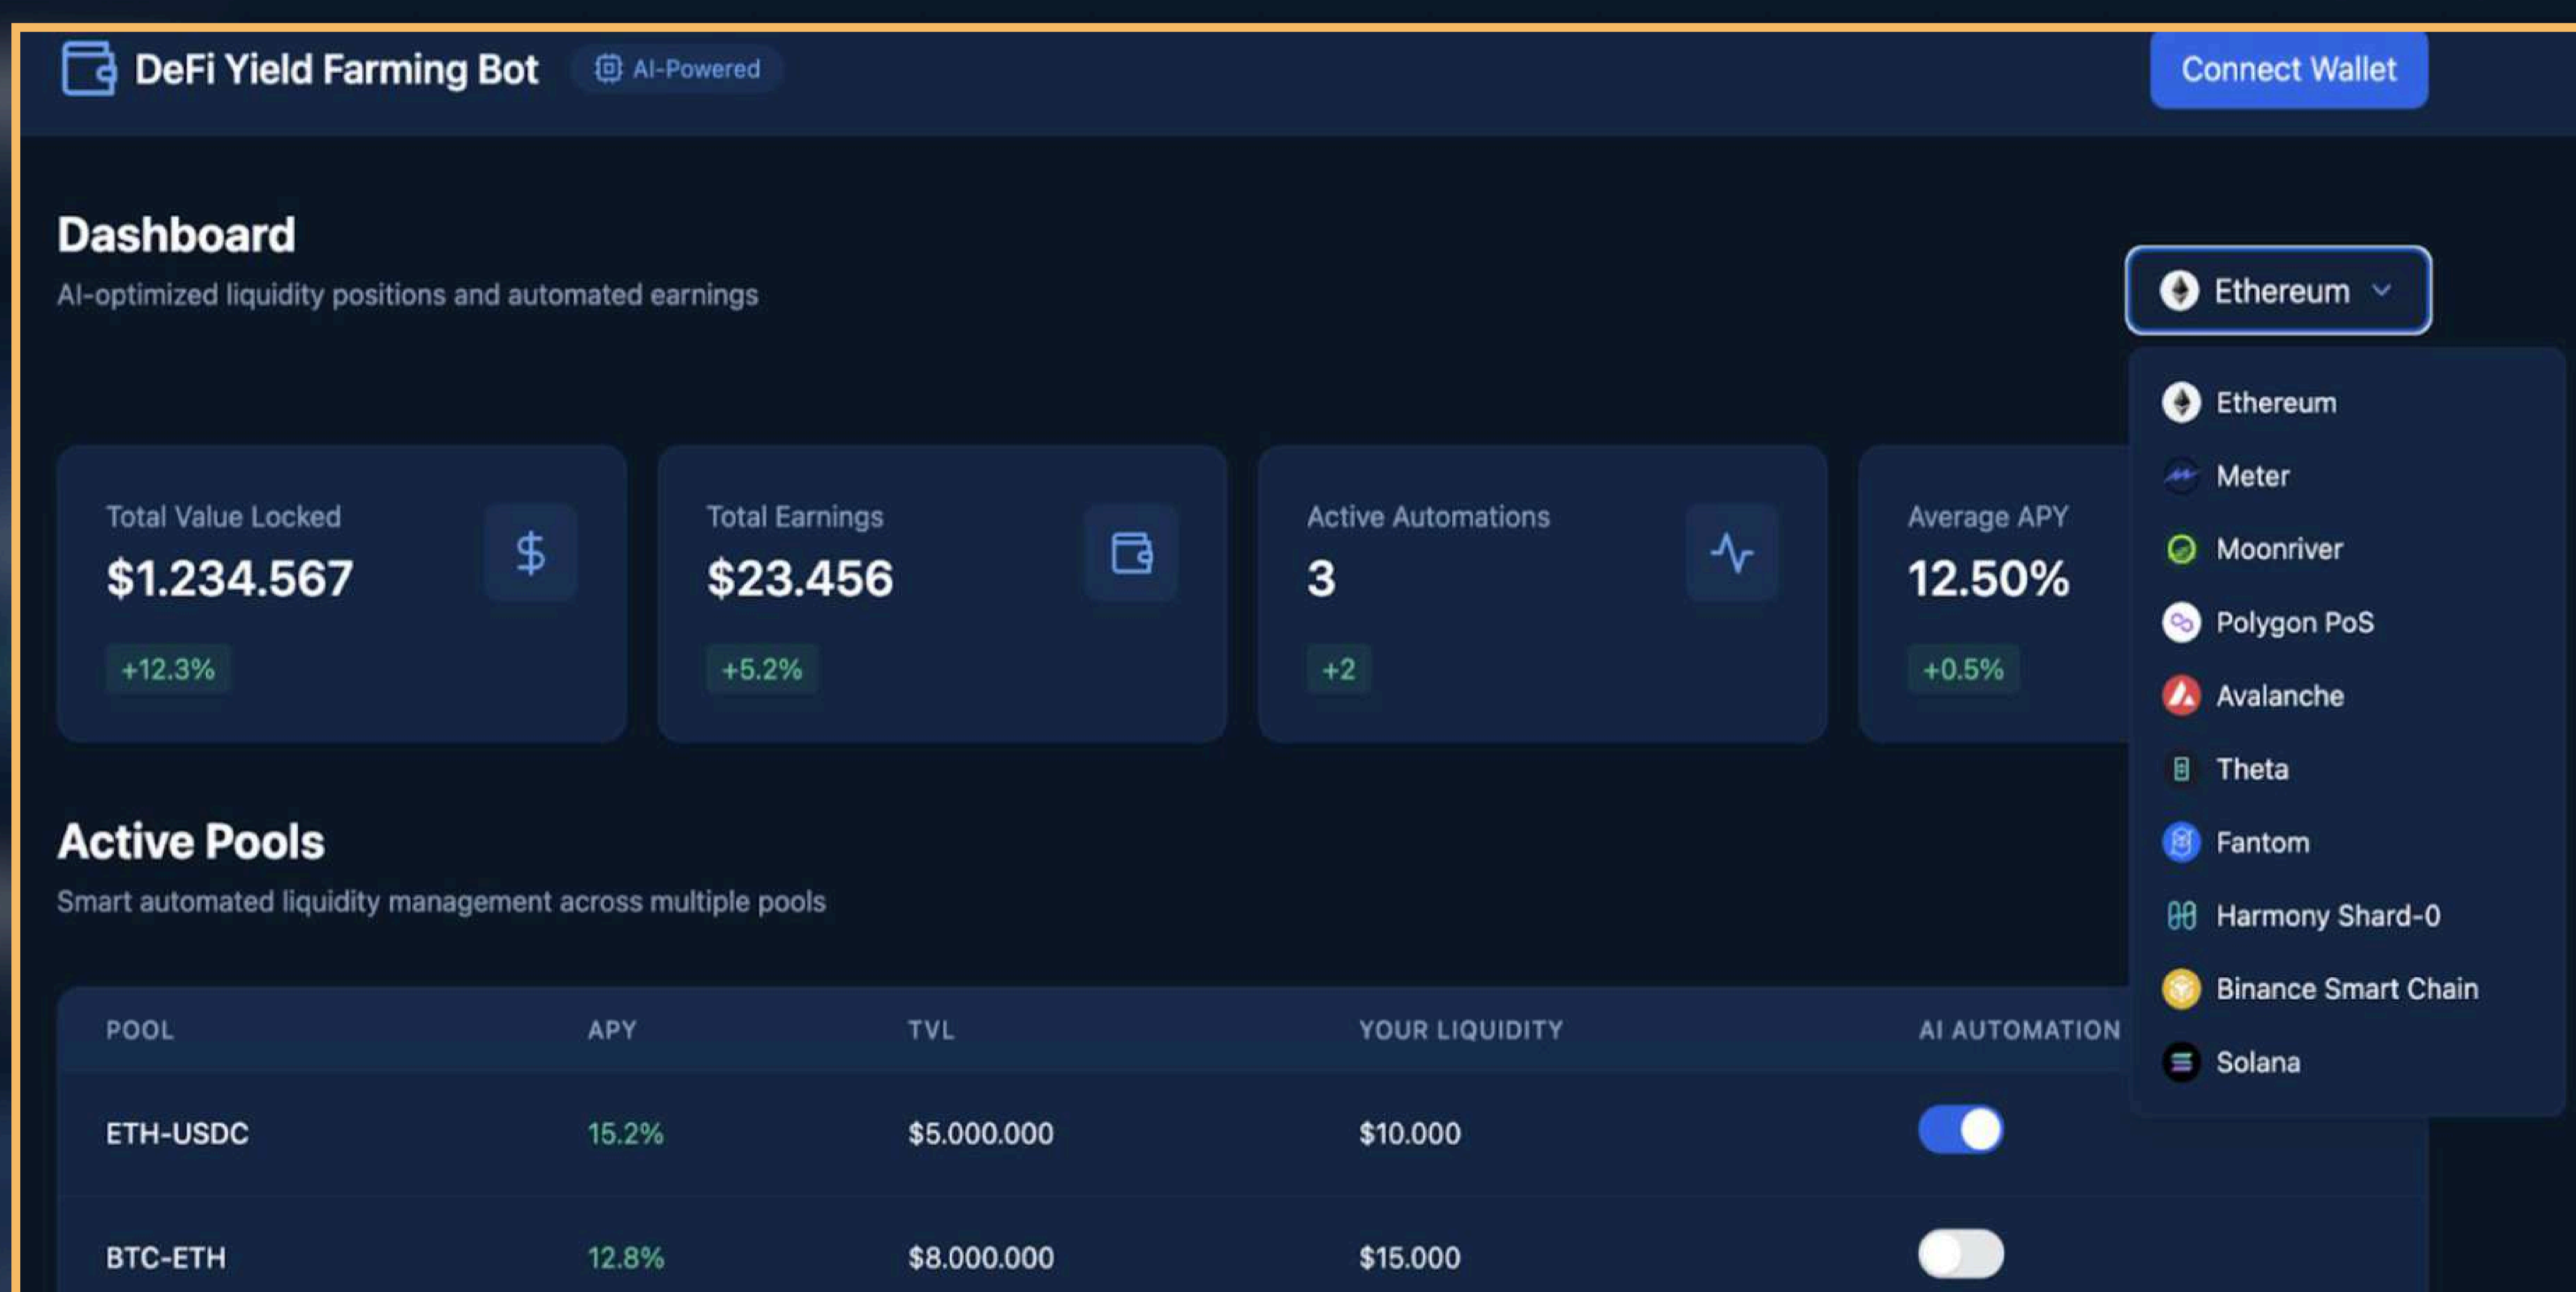 DeFi Yield Farming Bot
AI-Powered
Connect Wallet
Dashboard
AI-optimized liquidity positions and automated earnings
Ethereum
Ethereum
Meter
Moonriver
Polygon PoS
Avalanche
Theta
Fantom
Harmony Shard-0
Binance Smart Chain
Solana
Total Value Locked
$1.234.567
+12.3%
Total Earnings
$23.456
+5.2%
Active Automations
3
+2
Average APY
12.50%
+0.5%
Active Pools
Smart automated liquidity management across multiple pools
POOL APY TVL YOUR LIQUIDITY AI AUTOMATION
ETH-USDC 15.2% $5.000.000 $10.000
BTC-ETH 12.8% $8.000.000 $15.000